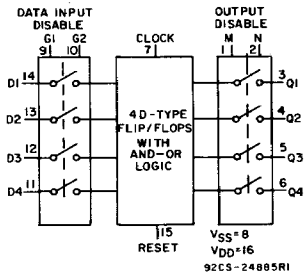 DATA INPUT DISABLE
OUTPUT DISABLE
G1 G2
CLOCK
M N
9 10
7
1 2
D1 14
3 Q1
D2 13
4 Q2
D3 12
5 Q3
D4 11
6 Q4
4D-TYPE
FLIP/FLOPS
WITH
AND-OR
LOGIC
15
RESET
VSS=8
VDD=16
92CS-24885R1